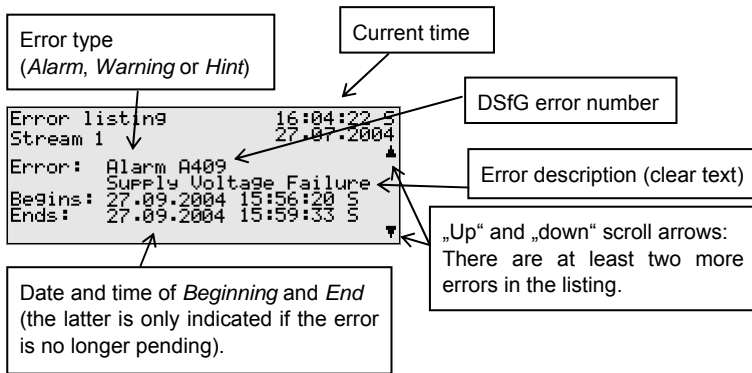 Error type
(Alarm, Warning or Hint)
Current time
DSfG error number
Error listing 16:04:22 S
Stream 1 27.07.2004
Error: Alarm A409
Supply Voltage Failure
Begins: 27.09.2004 15:56:20 S
Ends: 27.09.2004 15:59:33 S
Error description (clear text)
„Up“ and „down“ scroll arrows:
There are at least two more
errors in the listing.
Date and time of Beginning and End
(the latter is only indicated if the error
is no longer pending).